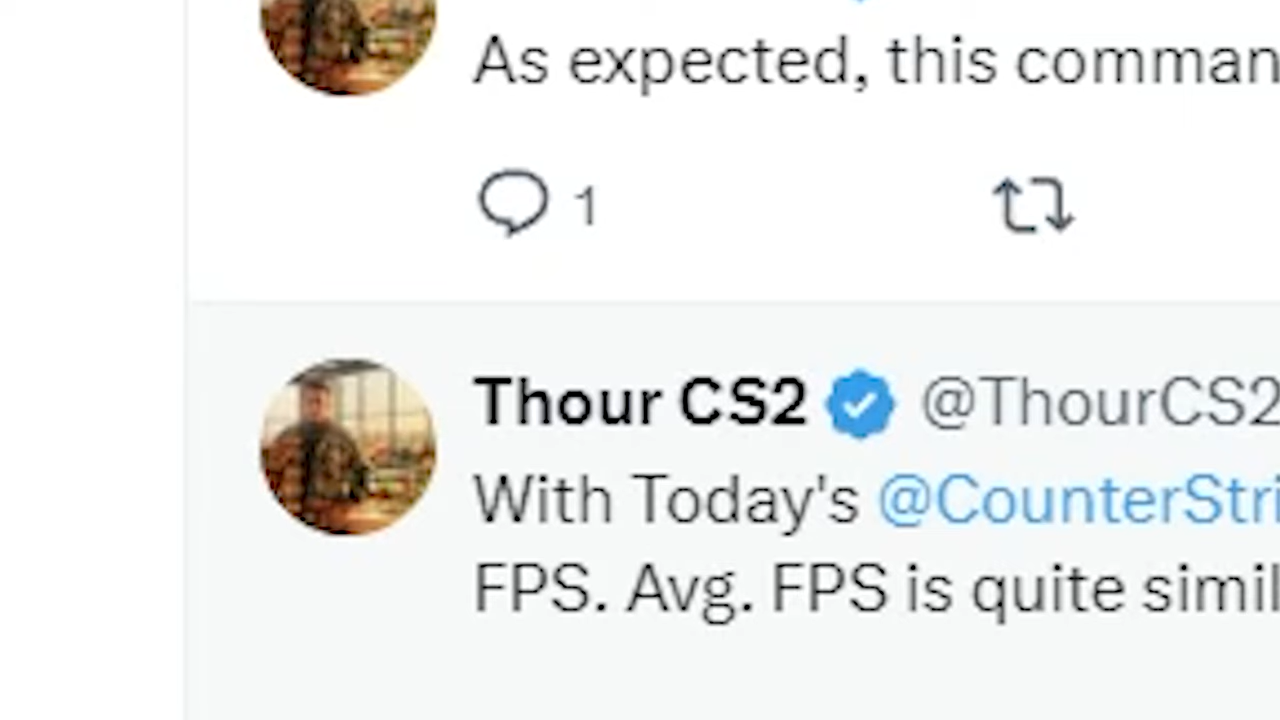 As expected, this comman
1
Thour CS2 @ThourCS2
With Today's @CounterStri
FPS. Avg. FPS is quite simil